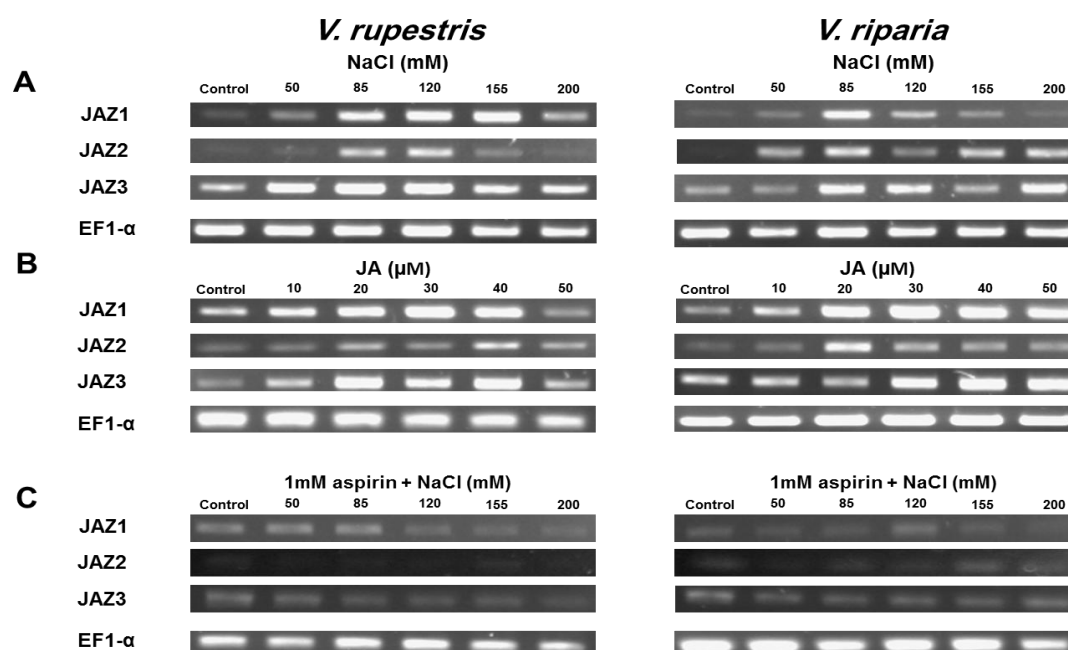 V. rupestris V. riparia
NaCl (mM) NaCl (mM)
A
Control 50 85 120 155 200 Control 50 85 120 155 200
JAZ1
JAZ2
JAZ3
EF1-α
B
JA (µM) JA (µM)
Control 10 20 30 40 50 Control 10 20 30 40 50
JAZ1
JAZ2
JAZ3
EF1-α
C
1mM aspirin + NaCl (mM) 1mM aspirin + NaCl (mM)
Control 50 85 120 155 200 Control 50 85 120 155 200
JAZ1
JAZ2
JAZ3
EF1-α